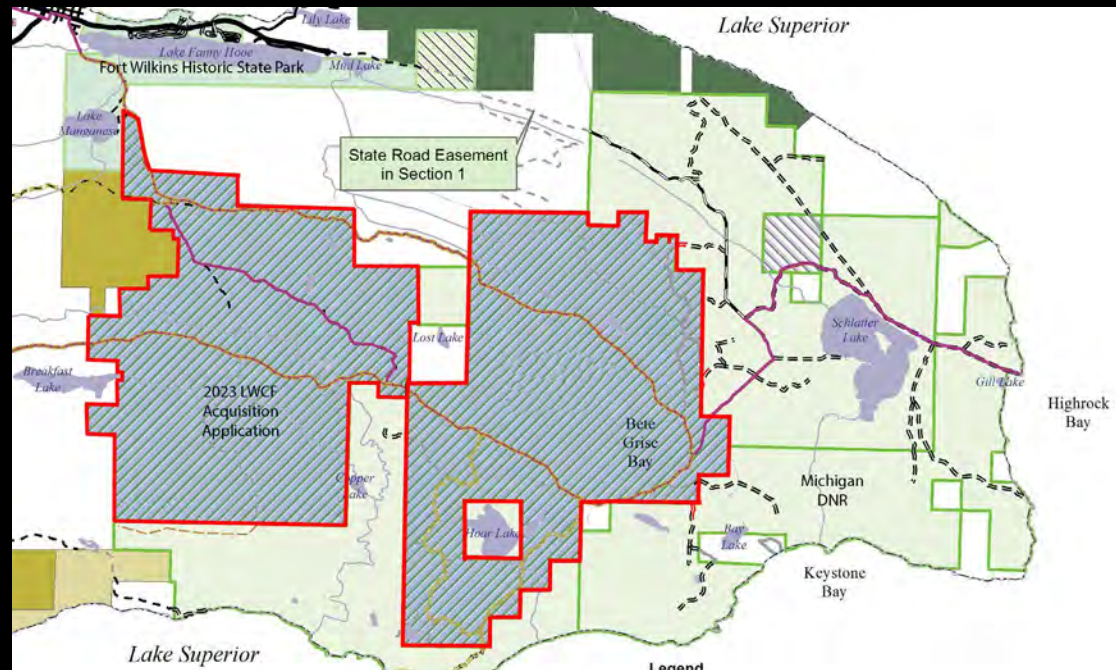 Lake Superior
Lily Lake
Lake Fanny Hooe
Fort Wilkins Historic State Park
Mud Lake
Lake
Manganese
State Road Easement
in Section 1
Lost Lake
Schlatter
Lake
Breakfast
Lake
Gill Lake
2023 LWCF
Acquisition
Application
Highrock
Bay
Bete
Grise
Bay
Copper
Lake
Michigan
DNR
Hoar Lake
Bay
Lake
Keystone
Bay
Lake Superior
Legend